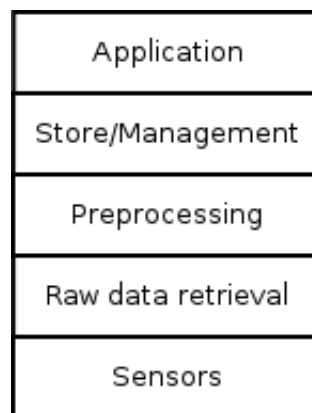 Application
Store/Management
Preprocessing
Raw data retrieval
Sensors